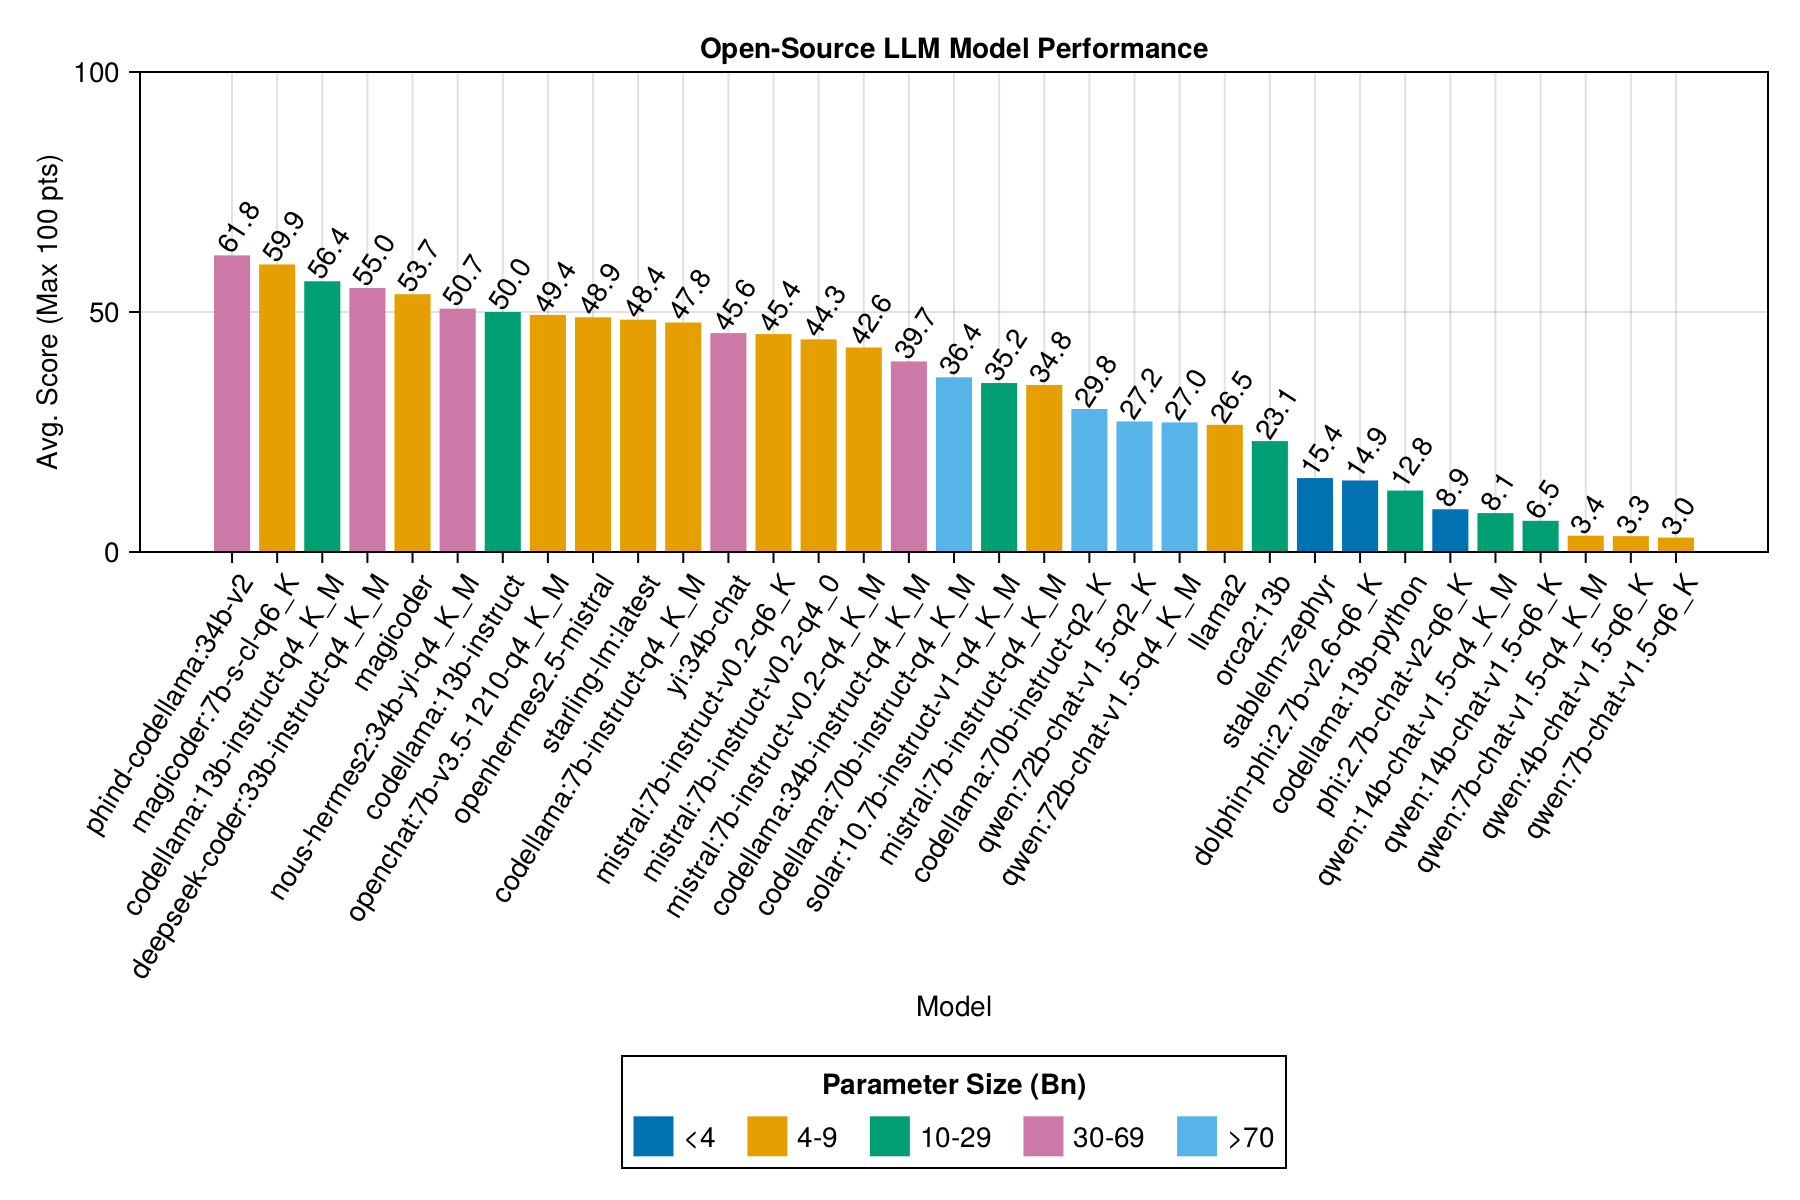 Open-Source LLM Model Performance
Avg. Score (Max 100 pts)
100
50
0
61.8
59.9
56.4
55.0
53.7
50.7
50.0
49.4
48.9
48.4
47.8
45.6
45.4
44.3
42.6
39.7
36.4
35.2
34.8
29.8
27.2
27.0
26.5
23.1
15.4
14.9
12.8
8.9
8.1
6.5
3.4
3.3
3.0
phind-codellama:34b-v2
magicoder:7b-s-cl-q6_K
codellama:13b-instruct-q4_K_M
deepseek-coder:33b-instruct-q4_K_M
magicoder
nous-hermes2:34b-yi-q4_K_M
codellama:13b-instruct
openchat:7b-v3.5-1210-q4_K_M
openhermes2.5-mistral
starling-lm:latest
codellama:7b-instruct-q4_K_M
yi:34b-chat
mistral:7b-instruct-v0.2-q6_K
mistral:7b-instruct-v0.2-q4_0
mistral:7b-instruct-v0.2-q4_K_M
codellama:34b-instruct-q4_K_M
codellama:70b-instruct-q4_K_M
solar:10.7b-instruct-v1-q4_K_M
mistral:7b-instruct-q4_K_M
codellama:70b-instruct-q2_K
qwen:72b-chat-v1.5-q2_K
qwen:72b-chat-v1.5-q4_K_M
llama2
orca2:13b
stablelm-zephyr
dolphin-phi:2.7b-v2.6-q6_K
codellama:13b-python
phi:2.7b-chat-v2-q6_K
qwen:14b-chat-v1.5-q4_K_M
qwen:14b-chat-v1.5-q6_K
qwen:7b-chat-v1.5-q4_K_M
qwen:4b-chat-v1.5-q6_K
qwen:7b-chat-v1.5-q6_K
Model
Parameter Size (Bn)
<4 4-9 10-29 30-69 >70